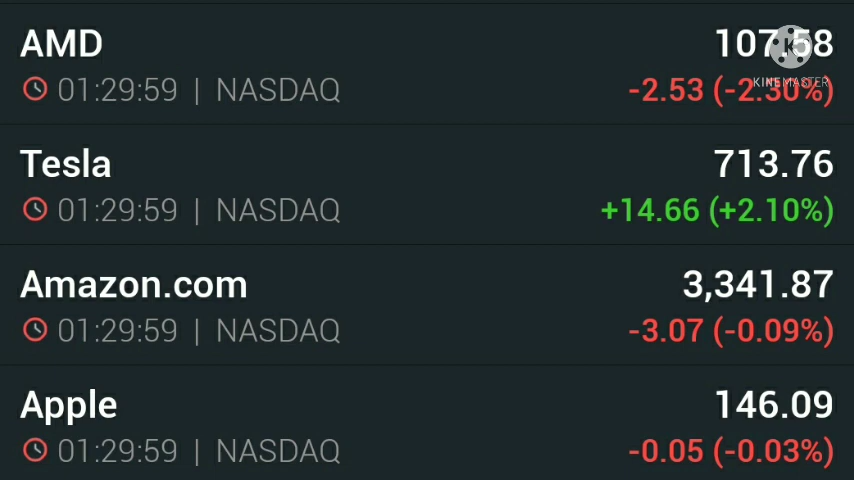 AMD 107.58
01:29:59 | NASDAQ -2.53 (-2.30%)
K
KINEMASTER
Tesla 713.76
01:29:59 | NASDAQ +14.66 (+2.10%)
Amazon.com 3,341.87
01:29:59 | NASDAQ -3.07 (-0.09%)
Apple 146.09
01:29:59 | NASDAQ -0.05 (-0.03%)